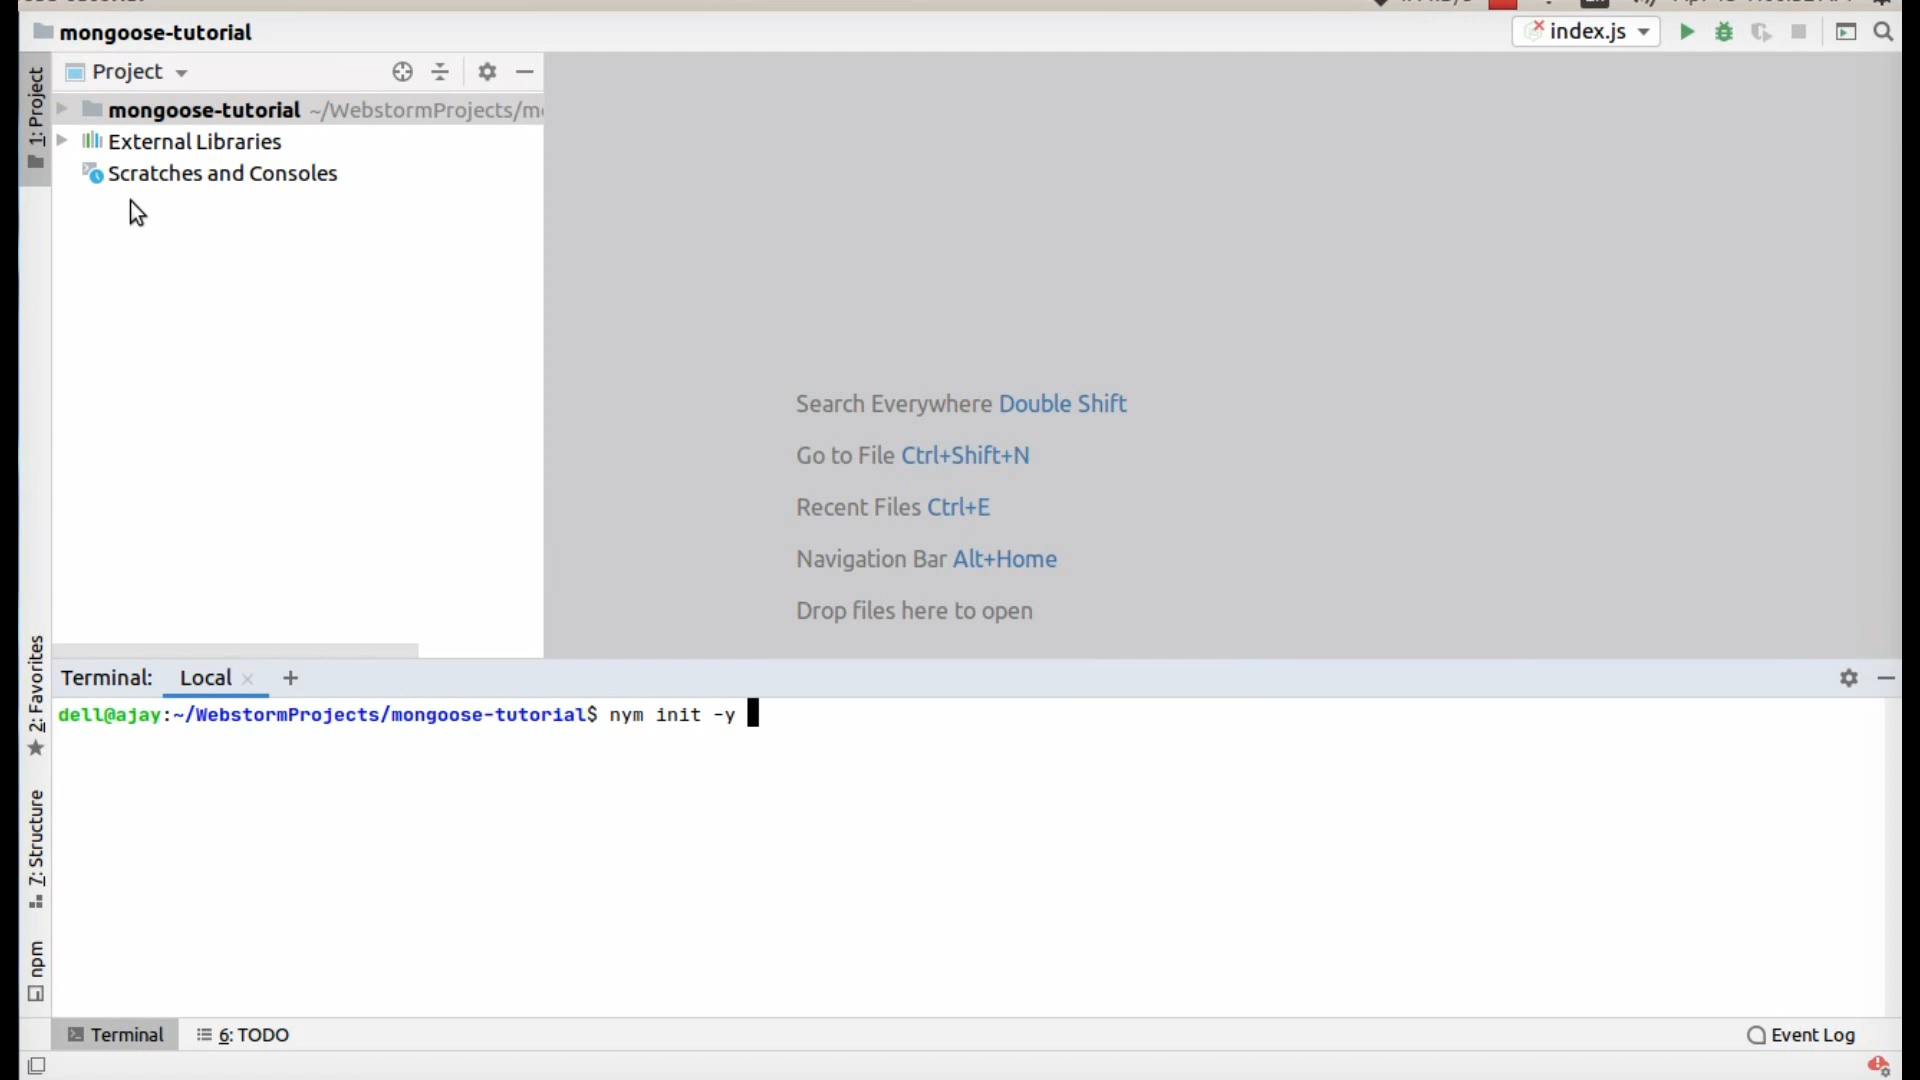 mongoose-tutorial
index.js
Project
1: Project
mongoose-tutorial ~/WebstormProjects/m
External Libraries
Scratches and Consoles
Search Everywhere Double Shift
Go to File Ctrl+Shift+N
Recent Files Ctrl+E
Navigation Bar Alt+Home
Drop files here to open
2: Favorites
7: Structure
npm
Terminal: Local
dell@ajay:~/WebstormProjects/mongoose-tutorial$ nym init -y
Terminal
6: TODO
Event Log